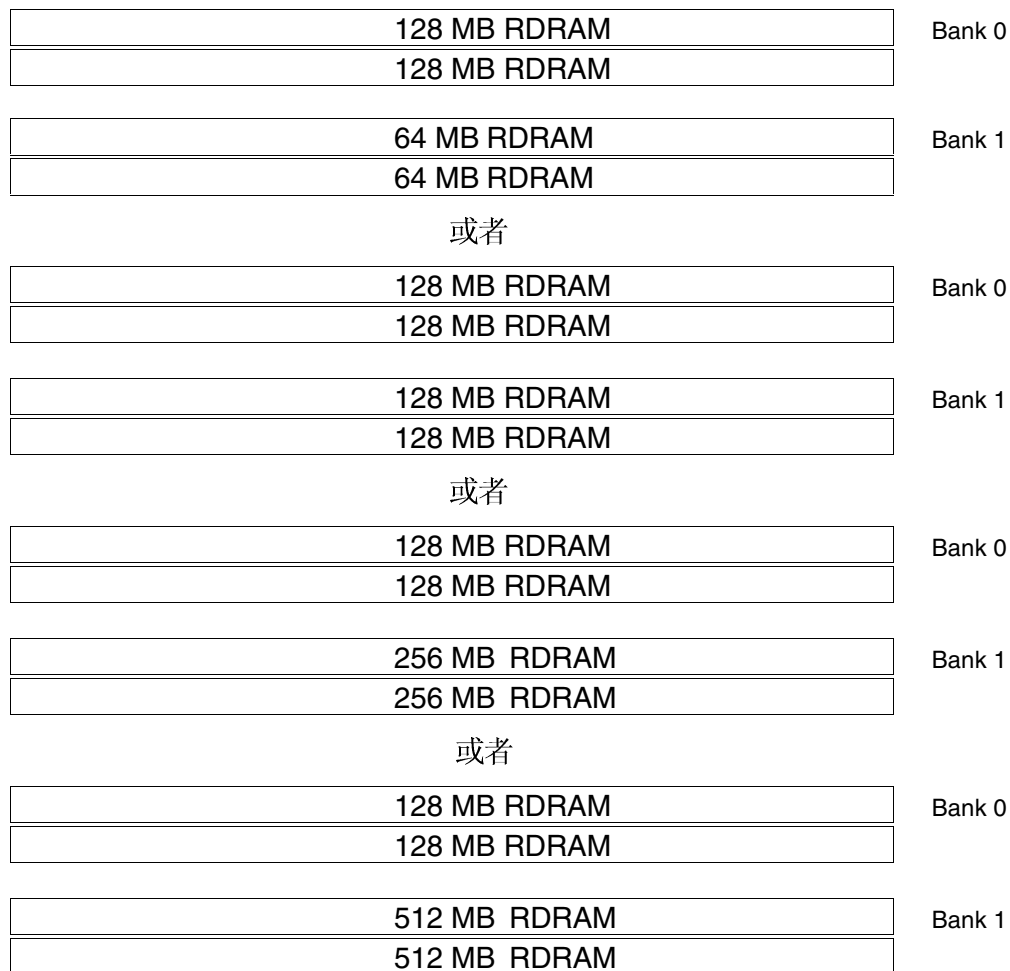 128 MB RDRAM Bank 0
128 MB RDRAM
64 MB RDRAM Bank 1
64 MB RDRAM
或者
128 MB RDRAM Bank 0
128 MB RDRAM
128 MB RDRAM Bank 1
128 MB RDRAM
或者
128 MB RDRAM Bank 0
128 MB RDRAM
256 MB RDRAM Bank 1
256 MB RDRAM
或者
128 MB RDRAM Bank 0
128 MB RDRAM
512 MB RDRAM Bank 1
512 MB RDRAM